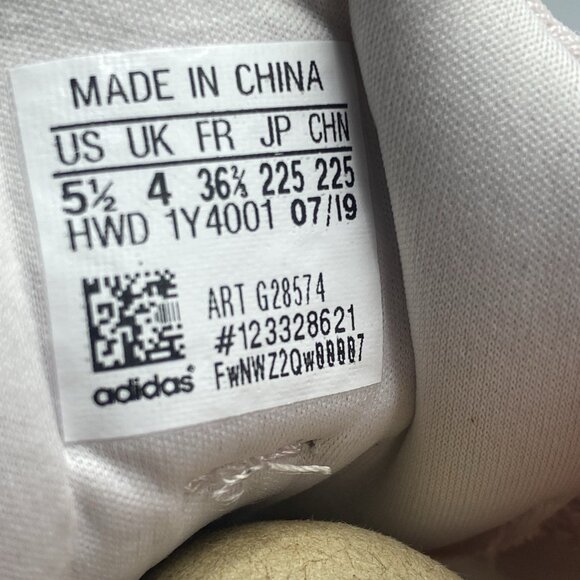 MADE IN CHINA
US UK FR JP CHN
5½ 4 36⅔ 225 225
HWD 1Y4001 07/19
ART G28574
#123328621
FwNWZ2Qw00007
adidas®